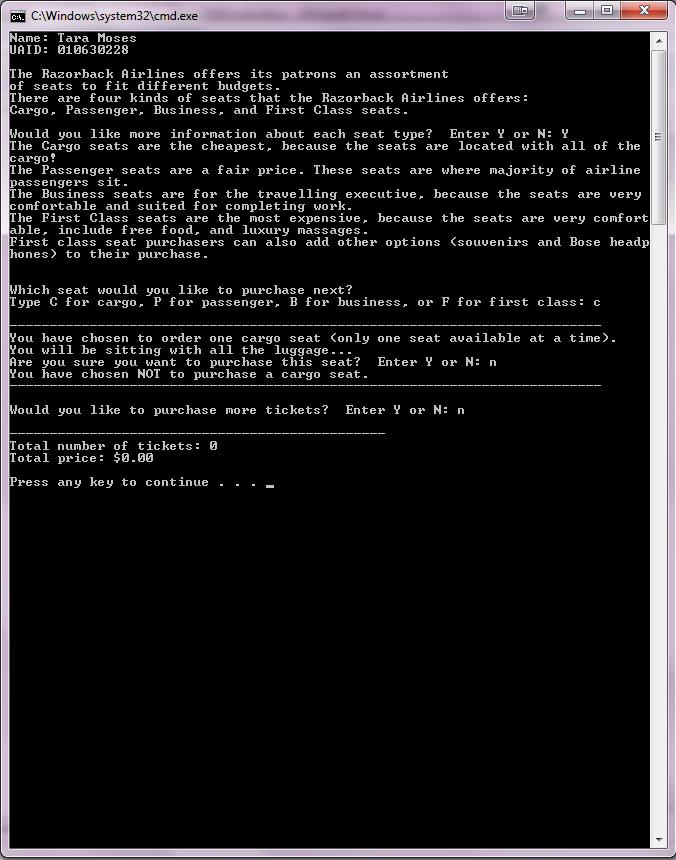 C:\Windows\system32\cmd.exe
Name: Tara Moses
UAID: 010630228
The Razorback Airlines offers its patrons an assortment
of seats to fit different budgets.
There are four kinds of seats that the Razorback Airlines offers:
Cargo, Passenger, Business, and First Class seats.
Would you like more information about each seat type?  Enter Y or N: Y
The Cargo seats are the cheapest, because the seats are located with all of the
cargo!
The Passenger seats are a fair price. These seats are where majority of airline
passengers sit.
The Business seats are for the travelling executive, because the seats are very
comfortable and suited for completing work.
The First Class seats are the most expensive, because the seats are very comfort
able, include free food, and luxury massages.
First class seat purchasers can also add other options (souvenirs and Bose headp
hones) to their purchase.
Which seat would you like to purchase next?
Type C for cargo, P for passenger, B for business, or F for first class: c
You have chosen to order one cargo seat (only one seat available at a time).
You will be sitting with all the luggage...
Are you sure you want to purchase this seat?  Enter Y or N: n
You have chosen NOT to purchase a cargo seat.
Would you like to purchase more tickets?  Enter Y or N: n
Total number of tickets: 0
Total price: $0.00
Press any key to continue . . . _